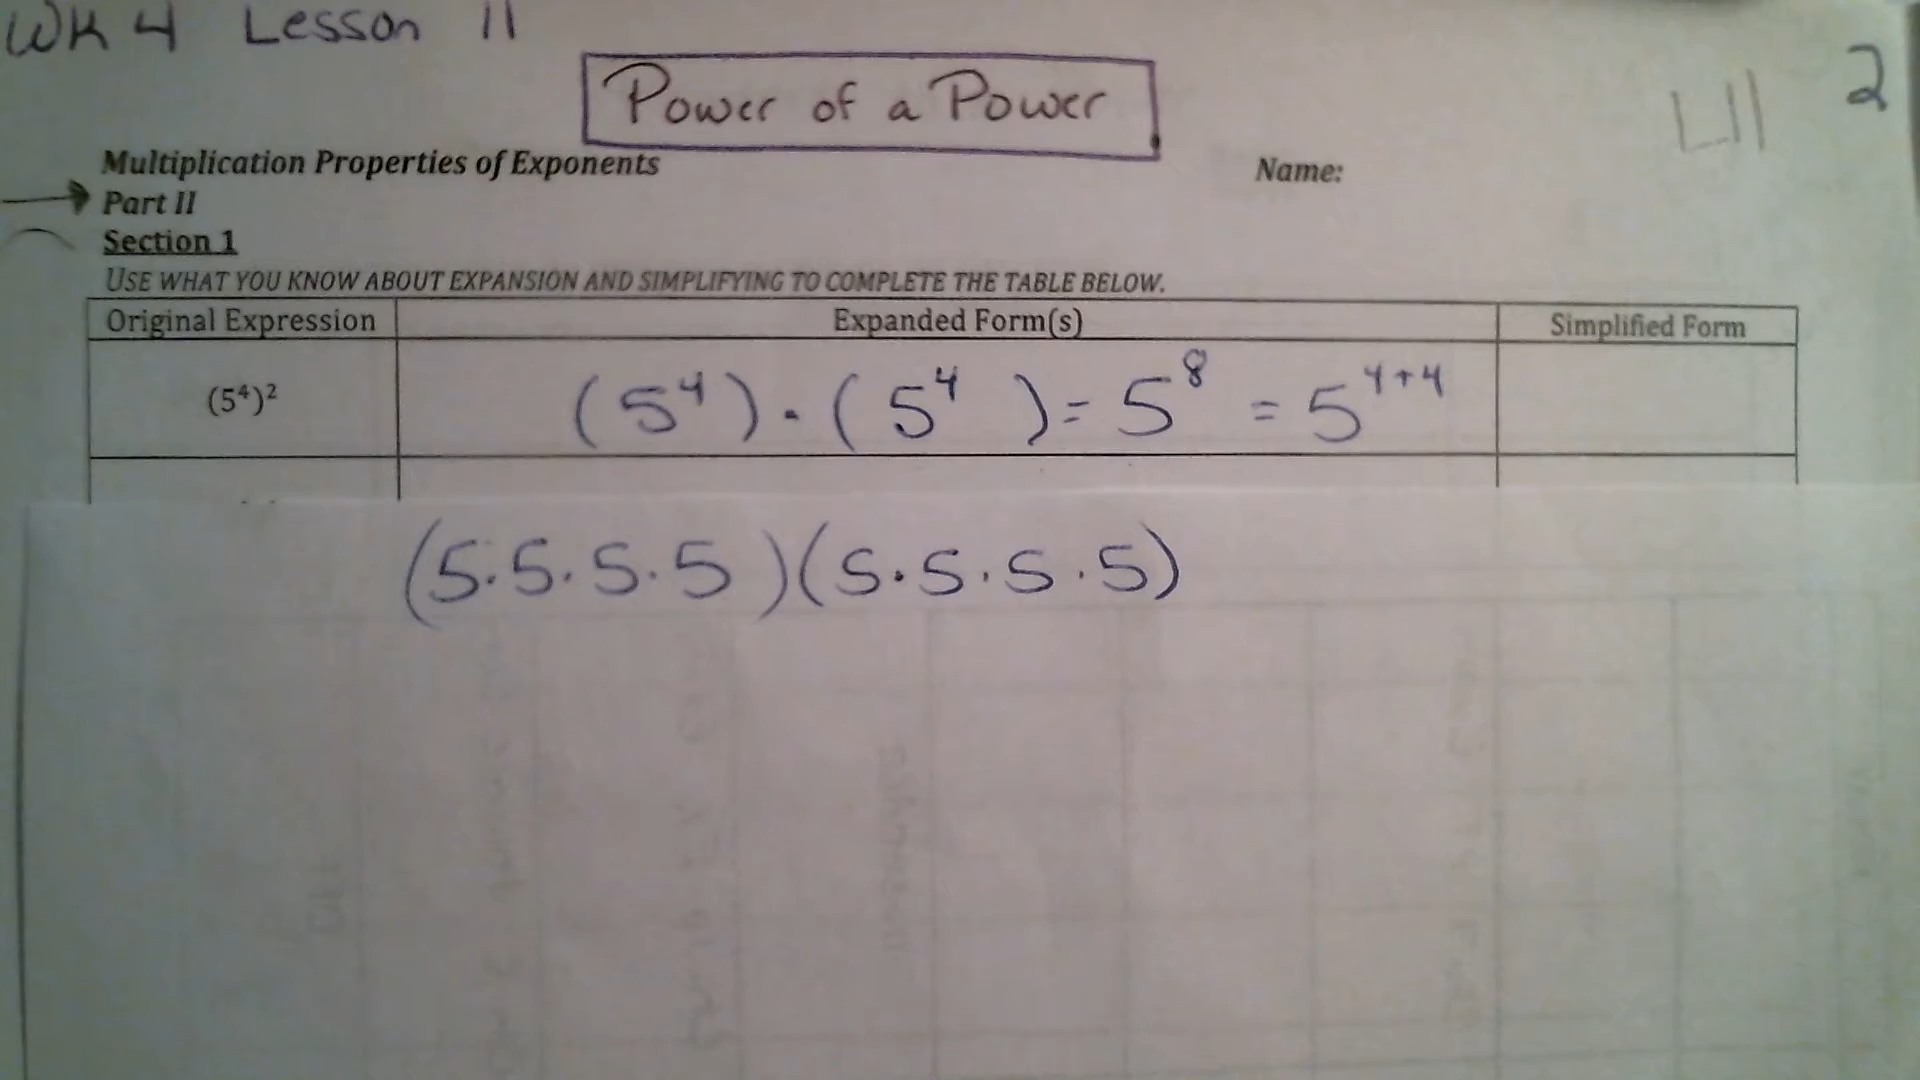 WK 4 Lesson 11
2
L11
Power of a Power
Multiplication Properties of Exponents
Name:
Part II
Section 1
USE WHAT YOU KNOW ABOUT EXPANSION AND SIMPLIFYING TO COMPLETE THE TABLE BELOW.
Original Expression Expanded Form(s) Simplified Form
(5⁴)² (5⁴)·(5⁴) = 5⁸ = 5⁴⁺⁴
(5·5·5·5)(5·5·5·5)